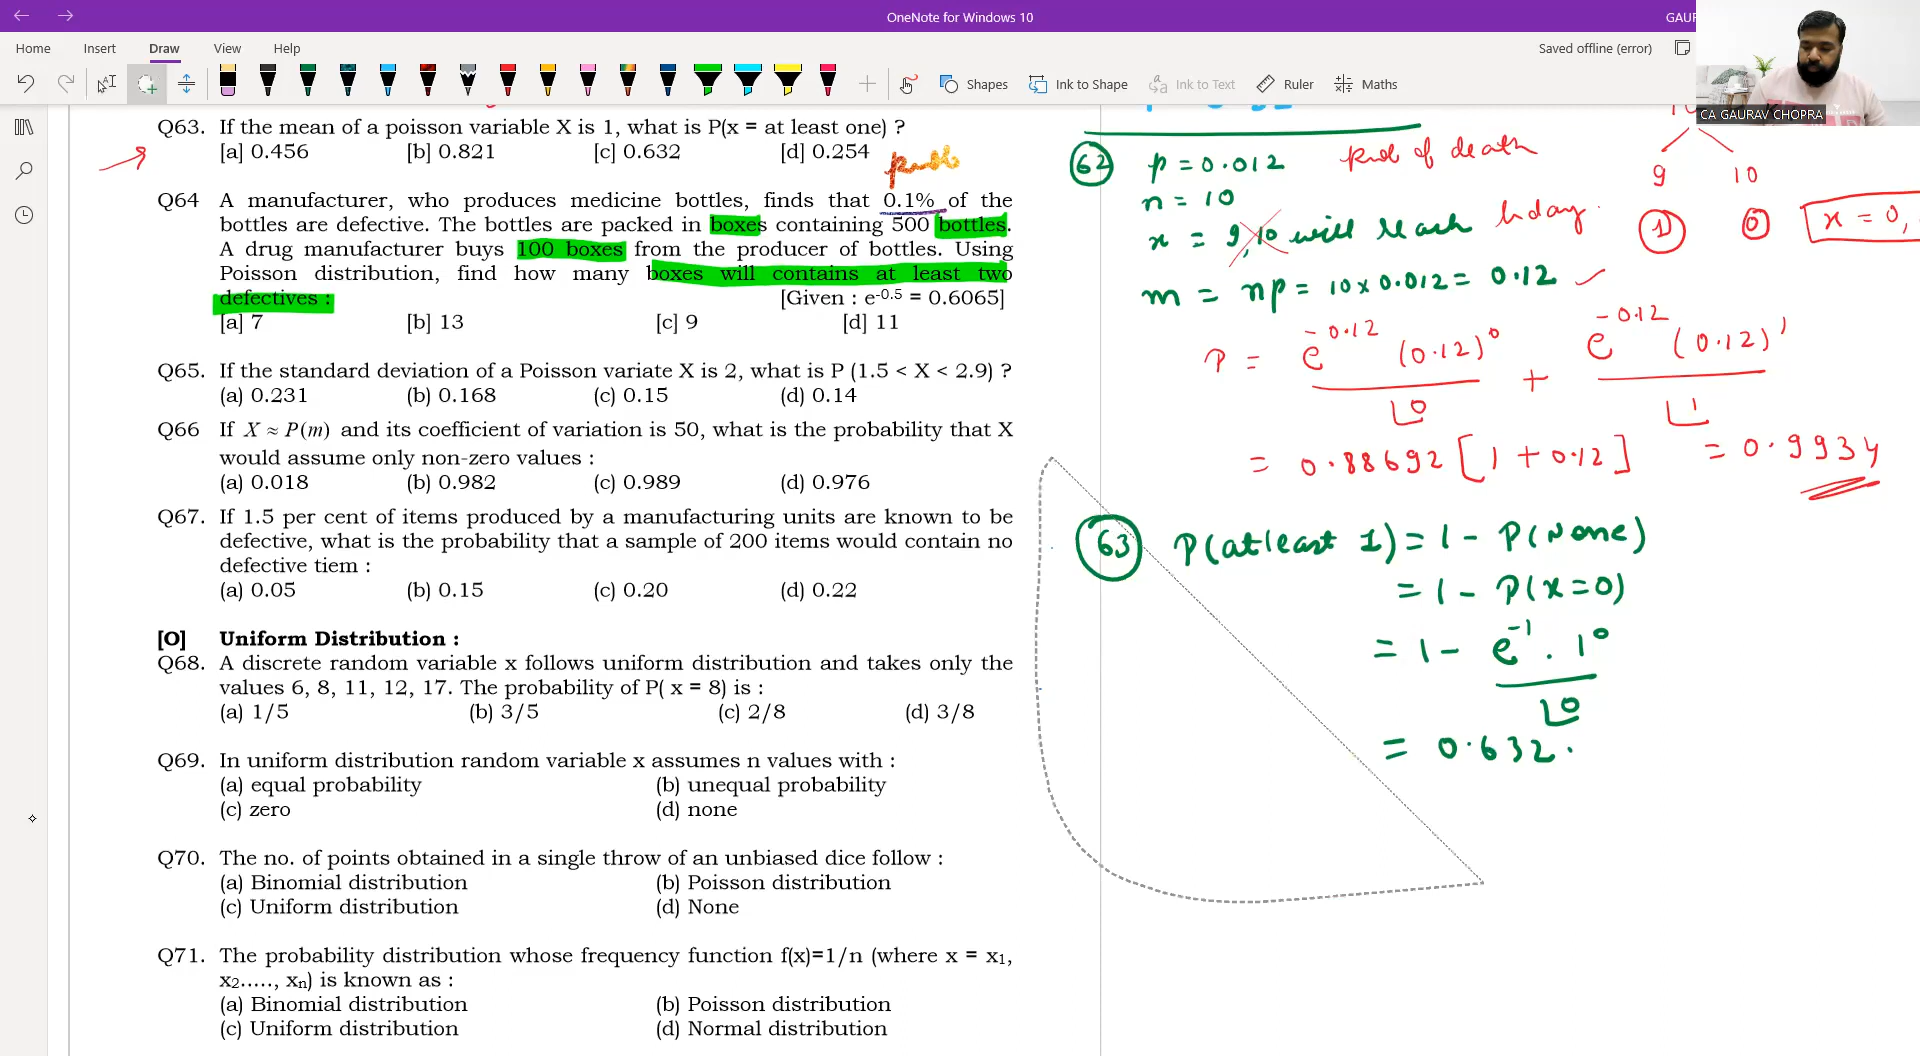 OneNote for Windows 10
GAUR
Home Insert Draw View Help
Saved offline (error)
Shapes Ink to Shape Ink to Text Ruler Maths
CA GAURAV CHOPRA
Q63. If the mean of a poisson variable X is 1, what is P(x = at least one) ?
[a] 0.456 [b] 0.821 [c] 0.632 [d] 0.254
Q64 A manufacturer, who produces medicine bottles, finds that 0.1% of the
bottles are defective. The bottles are packed in boxes containing 500 bottles.
A drug manufacturer buys 100 boxes from the producer of bottles. Using
Poisson distribution, find how many boxes will contains at least two
defectives : [Given : e-0.5 = 0.6065]
[a] 7 [b] 13 [c] 9 [d] 11
Q65. If the standard deviation of a Poisson variate X is 2, what is P (1.5 < X < 2.9) ?
(a) 0.231 (b) 0.168 (c) 0.15 (d) 0.14
Q66 If X ≈ P(m) and its coefficient of variation is 50, what is the probability that X
would assume only non-zero values :
(a) 0.018 (b) 0.982 (c) 0.989 (d) 0.976
Q67. If 1.5 per cent of items produced by a manufacturing units are known to be
defective, what is the probability that a sample of 200 items would contain no
defective tiem :
(a) 0.05 (b) 0.15 (c) 0.20 (d) 0.22
[O] Uniform Distribution :
Q68. A discrete random variable x follows uniform distribution and takes only the
values 6, 8, 11, 12, 17. The probability of P( x = 8) is :
(a) 1/5 (b) 3/5 (c) 2/8 (d) 3/8
Q69. In uniform distribution random variable x assumes n values with :
(a) equal probability (b) unequal probability
(c) zero (d) none
Q70. The no. of points obtained in a single throw of an unbiased dice follow :
(a) Binomial distribution (b) Poisson distribution
(c) Uniform distribution (d) None
Q71. The probability distribution whose frequency function f(x)=1/n (where x = x1,
x2....., xn) is known as :
(a) Binomial distribution (b) Poisson distribution
(c) Uniform distribution (d) Normal distribution
62 p = 0.012 of death
n = 10
x = 9,10 will reach
9 10
1 0 x = 0,
m = np = 10 x 0.012 = 0.12
P = e^-0.12 (0.12)^0 / L0 + e^-0.12 (0.12)^1 / L1
= 0.88692 [1 + 0.12] = 0.9934
63 P(atleast 1) = 1 - P(None)
= 1 - P(x=0)
= 1 - e^-1 . 1^0 / L0
= 0.632.